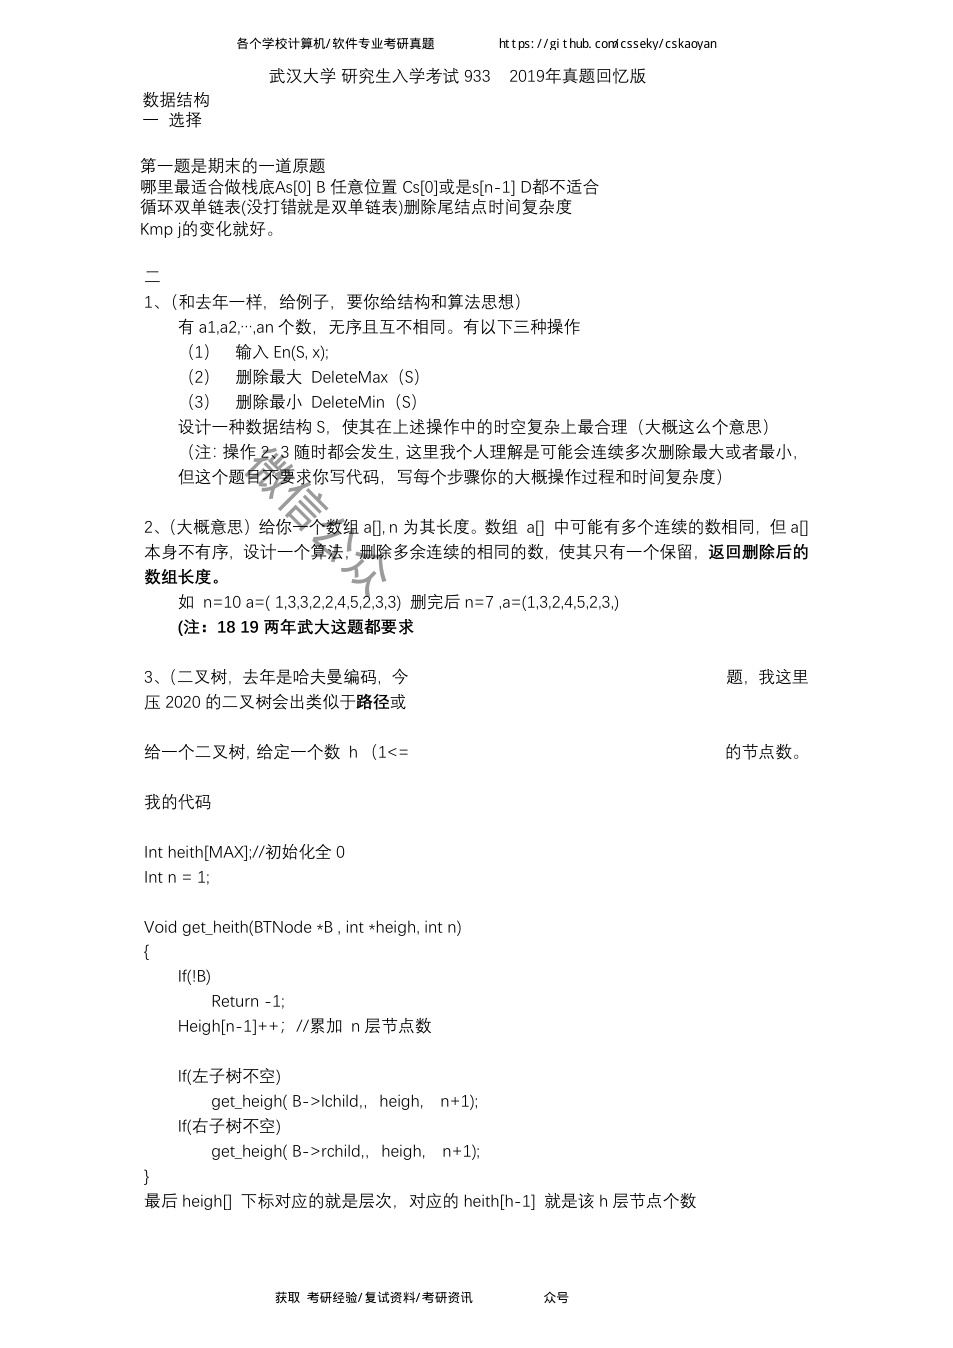 各个学校计算机/软件专业考研真题 https://github.com/csseky/cskaoyan
武汉大学 研究生入学考试 933 2019年真题回忆版
数据结构
一 选择
第一题是期末的一道原题
哪里最适合做栈底As[0] B 任意位置 Cs[0]或是s[n-1] D都不适合
循环双单链表(没打错就是双单链表)删除尾结点时间复杂度
Kmp j的变化就好。
二
1、（和去年一样，给例子，要你给结构和算法思想）
有 a1,a2,…,an 个数，无序且互不相同。有以下三种操作
（1） 输入 En(S, x);
（2） 删除最大 DeleteMax（S）
（3） 删除最小 DeleteMin（S）
设计一种数据结构 S，使其在上述操作中的时空复杂上最合理（大概这么个意思）
（注：操作 2、3 随时都会发生，这里我个人理解是可能会连续多次删除最大或者最小，
但这个题目不要求你写代码，写每个步骤你的大概操作过程和时间复杂度）
2、（大概意思）给你一个数组 a[], n 为其长度。数组 a[] 中可能有多个连续的数相同，但 a[]
本身不有序，设计一个算法，删除多余连续的相同的数，使其只有一个保留，返回删除后的
数组长度。
如 n=10 a=( 1,3,3,2,2,4,5,2,3,3) 删完后 n=7 ,a=(1,3,2,4,5,2,3,)
(注：18 19 两年武大这题都要求
3、（二叉树，去年是哈夫曼编码，今 题，我这里
压 2020 的二叉树会出类似于路径或
给一个二叉树，给定一个数 h （1<= 的节点数。
我的代码
Int heith[MAX];//初始化全 0
Int n = 1;
Void get_heith(BTNode *B , int *heigh, int n)
{
If(!B)
Return -1;
Heigh[n-1]++；//累加 n 层节点数
If(左子树不空)
get_heigh( B->lchild,，heigh， n+1);
If(右子树不空)
get_heigh( B->rchild,，heigh， n+1);
}
最后 heigh[] 下标对应的就是层次，对应的 heith[h-1] 就是该 h 层节点个数
微信公众
获取 考研经验/复试资料/考研资讯 众号